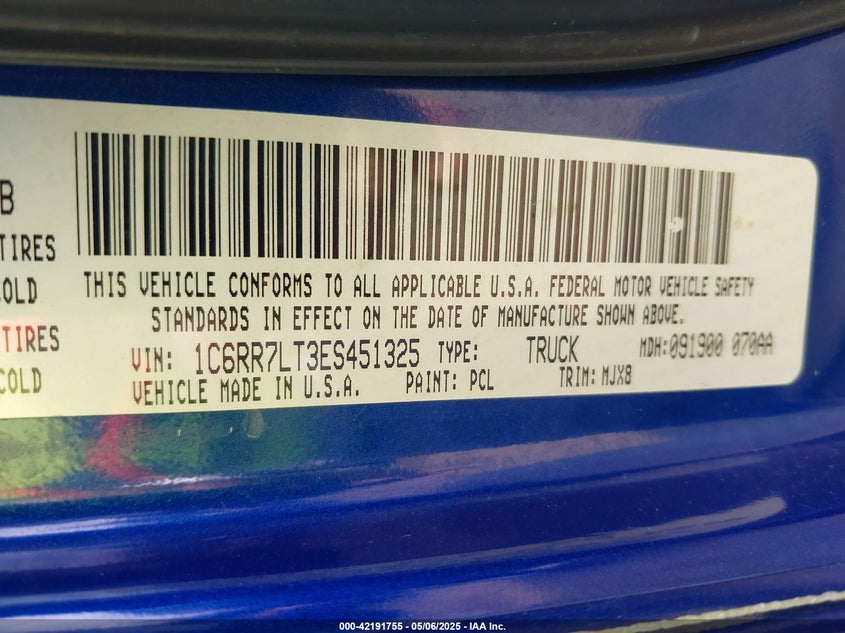 B
TIRES
COLD
TIRES
COLD
THIS VEHICLE CONFORMS TO ALL APPLICABLE U.S.A. FEDERAL MOTOR VEHICLE SAFETY
STANDARDS IN EFFECT ON THE DATE OF MANUFACTURE SHOWN ABOVE.
VIN: 1C6RR7LT3ES451325 TYPE: TRUCK MDH:091900 070AA
VEHICLE MADE IN U.S.A. PAINT: PCL TRIM: MJX8
000-42191755 - 05/06/2025 - IAA Inc.